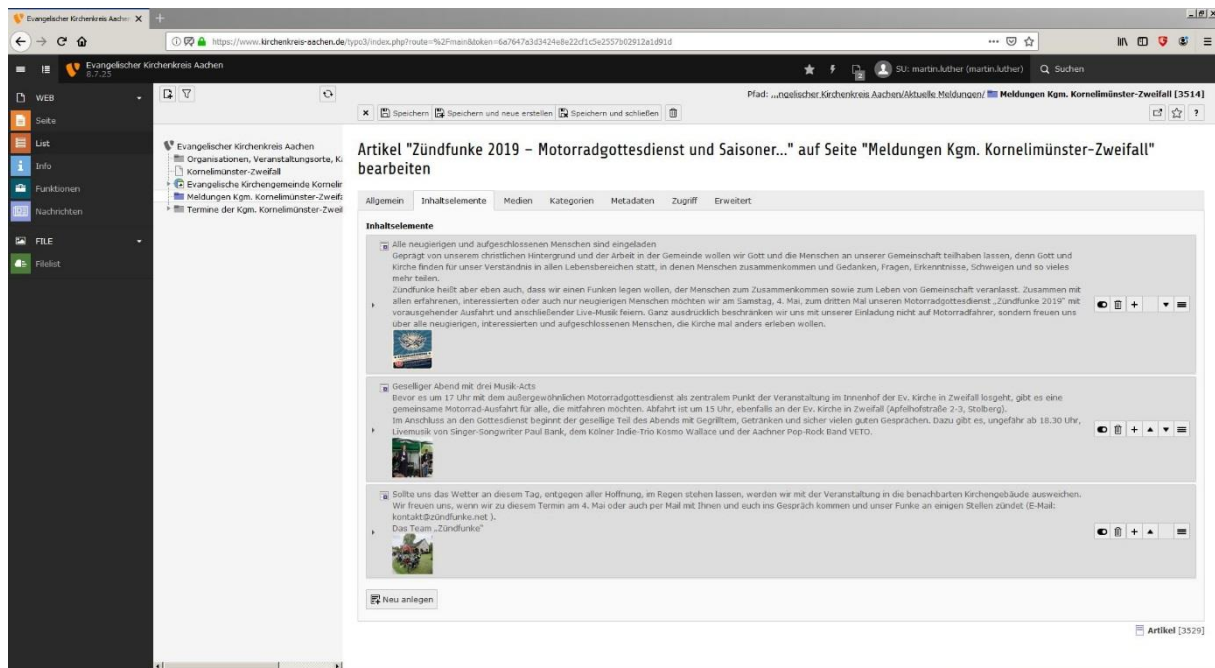 Evangelischer Kirchenkreis Aachen
https://www.kirchenkreis-aachen.de/typo3/index.php?route=%2Fmain&token=6a7647a3d3424e8e22cf1c5e2557b02912a1d91d
Evangelischer Kirchenkreis Aachen
8.7.25
2
SU: martin.luther (martin.luther)
Suchen
WEB
Seite
List
Info
Funktionen
Nachrichten
FILE
Filelist
Evangelischer Kirchenkreis Aachen
Organisationen, Veranstaltungsorte, K
Kornelimünster-Zweifall
Evangelische Kirchengemeinde Kornelir
Meldungen Kgm. Kornelimünster-Zweifa
Termine der Kgm. Kornelimünster-Zweif
Pfad: ...ngelischer Kirchenkreis Aachen/Aktuelle Meldungen/ Meldungen Kgm. Kornelimünster-Zweifall [3514]
Speichern Speichern und neue erstellen Speichern und schließen
Artikel "Zündfunke 2019 – Motorradgottesdienst und Saisoner..." auf Seite "Meldungen Kgm. Kornelimünster-Zweifall"
bearbeiten
Allgemein Inhaltselemente Medien Kategorien Metadaten Zugriff Erweitert
Inhaltselemente
Alle neugierigen und aufgeschlossenen Menschen sind eingeladen
Geprägt von unserem christlichen Hintergrund und der Arbeit in der Gemeinde wollen wir Gott und die Menschen an unserer Gemeinschaft teilhaben lassen, denn Gott und
Kirche finden für unser Verständnis in allen Lebensbereichen statt, in denen Menschen zusammenkommen und Gedanken, Fragen, Erkenntnisse, Schweigen und so vieles
mehr teilen.
Zündfunke heißt aber eben auch, dass wir einen Funken legen wollen, der Menschen zum Zusammenkommen sowie zum Leben von Gemeinschaft veranlasst. Zusammen mit
allen erfahrenen, interessierten oder auch nur neugierigen Menschen möchten wir am Samstag, 4. Mai, zum dritten Mal unseren Motorradgottesdienst „Zündfunke 2019“ mit
vorausgehender Ausfahrt und anschließender Live-Musik feiern. Ganz ausdrücklich beschränken wir uns mit unserer Einladung nicht auf Motorradfahrer, sondern freuen uns
über alle neugierigen, interessierten und aufgeschlossenen Menschen, die Kirche mal anders erleben wollen.
Geselliger Abend mit drei Musik-Acts
Bevor es um 17 Uhr mit dem außergewöhnlichen Motorradgottesdienst als zentralem Punkt der Veranstaltung im Innenhof der Ev. Kirche in Zweifall losgeht, gibt es eine
gemeinsame Motorrad-Ausfahrt für alle, die mitfahren möchten. Abfahrt ist um 15 Uhr, ebenfalls an der Ev. Kirche in Zweifall (Apfelhofstraße 2-3, Stolberg).
Im Anschluss an den Gottesdienst beginnt der gesellige Teil des Abends mit Gegrilltem, Getränken und sicher vielen guten Gesprächen. Dazu gibt es, ungefähr ab 18.30 Uhr,
Livemusik von Singer-Songwriter Paul Bank, dem Kölner Indie-Trio Kosmo Wallace und der Aachner Pop-Rock Band VETO.
Sollte uns das Wetter an diesem Tag, entgegen aller Hoffnung, im Regen stehen lassen, werden wir mit der Veranstaltung in die benachbarten Kirchengebäude ausweichen.
Wir freuen uns, wenn wir zu diesem Termin am 4. Mai oder auch per Mail mit Ihnen und euch ins Gespräch kommen und unser Funke an einigen Stellen zündet (E-Mail:
kontakt@zündfunke.net ).
Das Team „Zündfunke“
Neu anlegen
Artikel [3529]